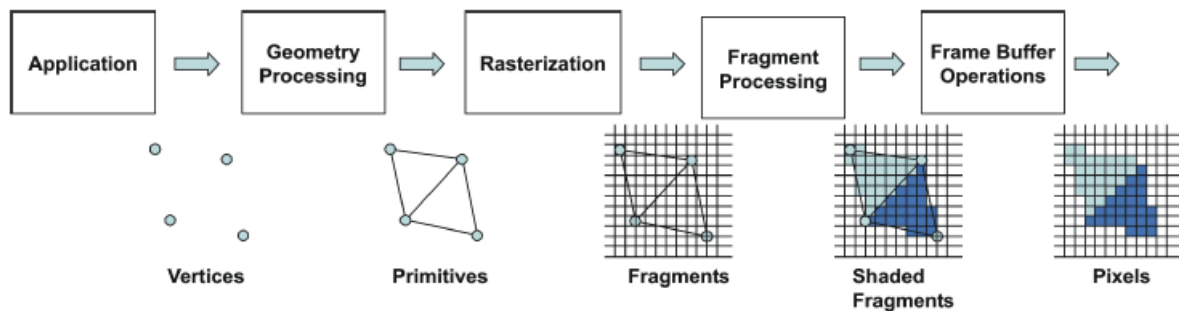 Application
Geometry
Processing
Rasterization
Fragment
Processing
Frame Buffer
Operations
Vertices
Primitives
Fragments
Shaded
Fragments
Pixels